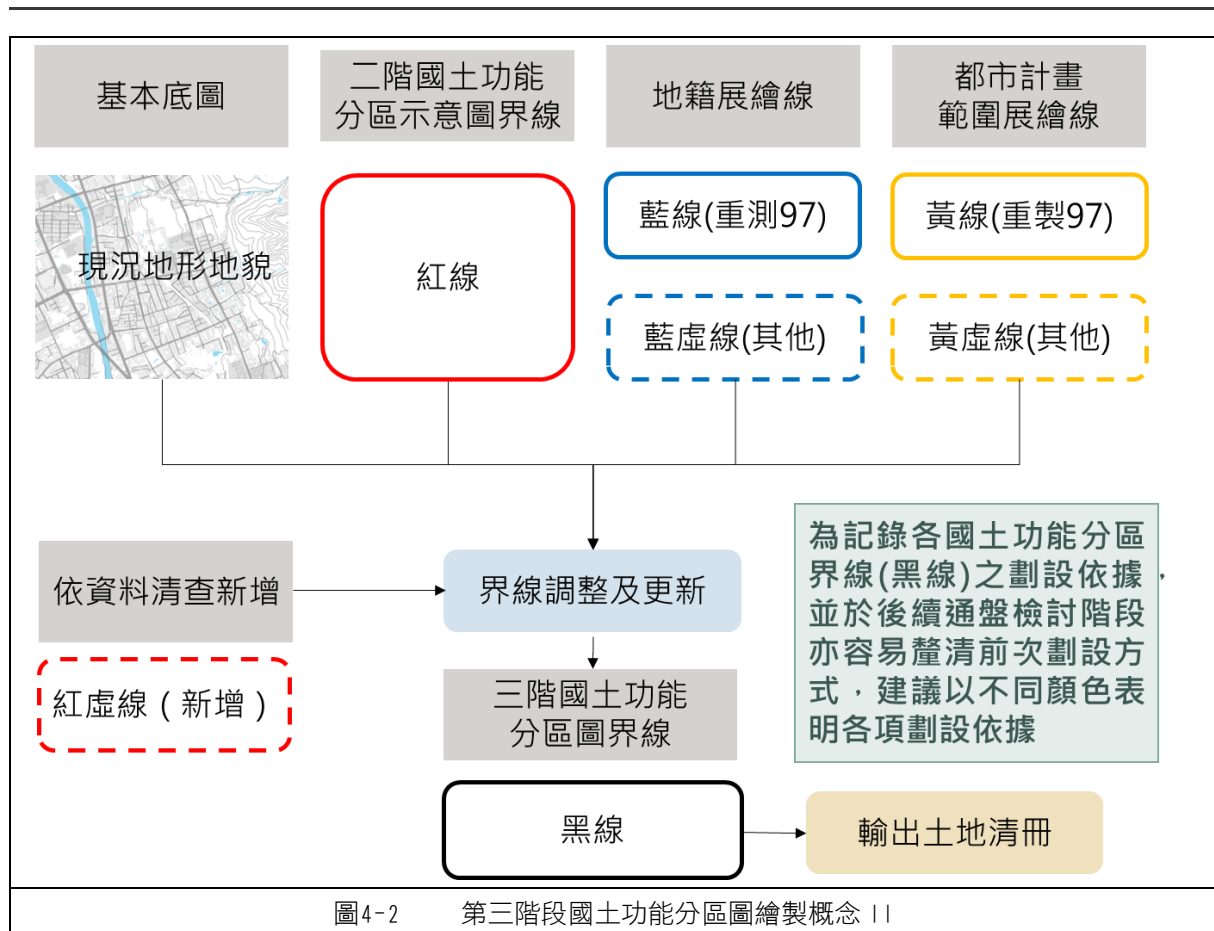 基本底圖
二階國土功能
分區示意圖界線
地籍展繪線
都市計畫
範圍展繪線
現況地形地貌
紅線
藍線(重測97)
藍虛線(其他)
黃線(重製97)
黃虛線(其他)
依資料清查新增
紅虛線（新增）
界線調整及更新
三階國土功能
分區圖界線
黑線
輸出土地清冊
為記錄各國土功能分區
界線(黑線)之劃設依據，
並於後續通盤檢討階段
亦容易釐清前次劃設方
式，建議以不同顏色表
明各項劃設依據
圖4-2 第三階段國土功能分區圖繪製概念 II